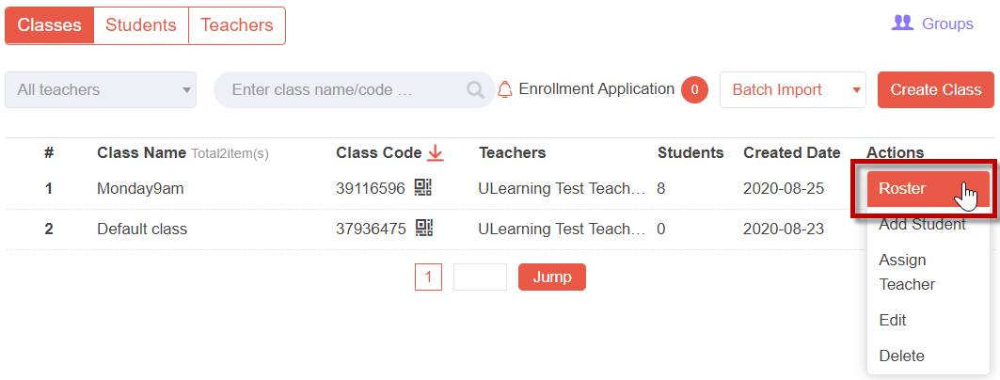 Classes Students Teachers Groups
All teachers Enter class name/code … Enrollment Application 0 Batch Import Create Class
# Class Name Total2item(s) Class Code Teachers Students Created Date Actions
1 Monday9am 39116596 ULearning Test Teach… 8 2020-08-25 Roster
2 Default class 37936475 ULearning Test Teach… 0 2020-08-23 Add Student
Assign
Teacher
1 Jump
Edit
Delete